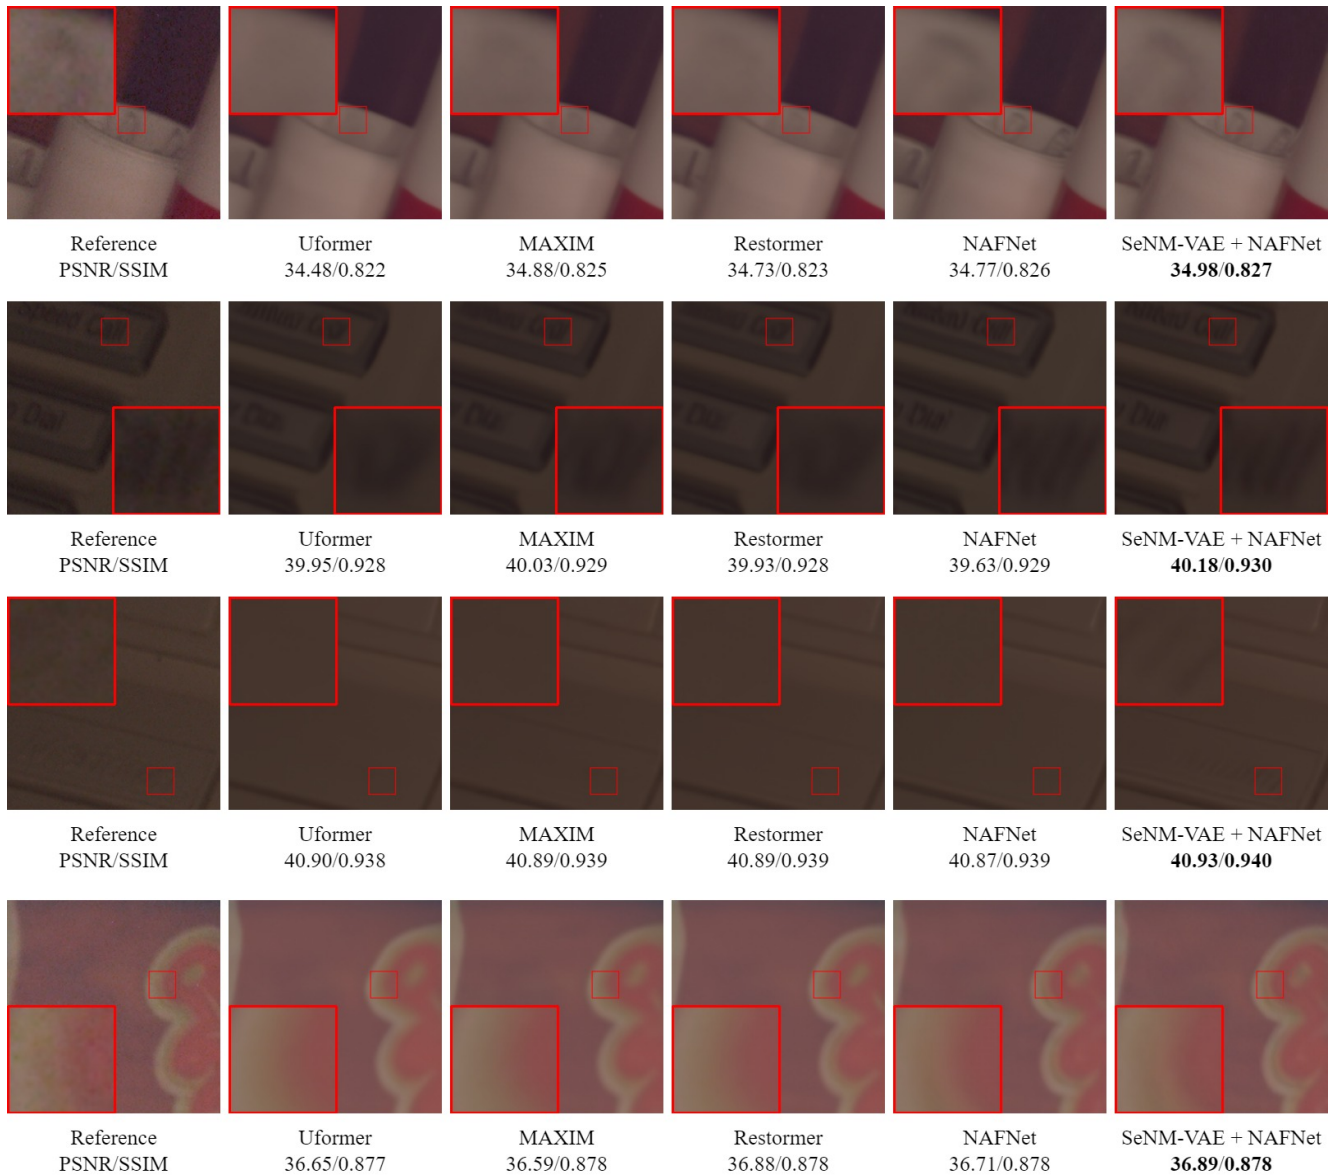 Reference Uformer MAXIM Restormer NAFNet SeNM-VAE + NAFNet
PSNR/SSIM 34.48/0.822 34.88/0.825 34.73/0.823 34.77/0.826 34.98/0.827
Speed
Dial
Reference Uformer MAXIM Restormer NAFNet SeNM-VAE + NAFNet
PSNR/SSIM 39.95/0.928 40.03/0.929 39.93/0.928 39.63/0.929 40.18/0.930
Reference Uformer MAXIM Restormer NAFNet SeNM-VAE + NAFNet
PSNR/SSIM 40.90/0.938 40.89/0.939 40.89/0.939 40.87/0.939 40.93/0.940
Reference Uformer MAXIM Restormer NAFNet SeNM-VAE + NAFNet
PSNR/SSIM 36.65/0.877 36.59/0.878 36.88/0.878 36.71/0.878 36.89/0.878